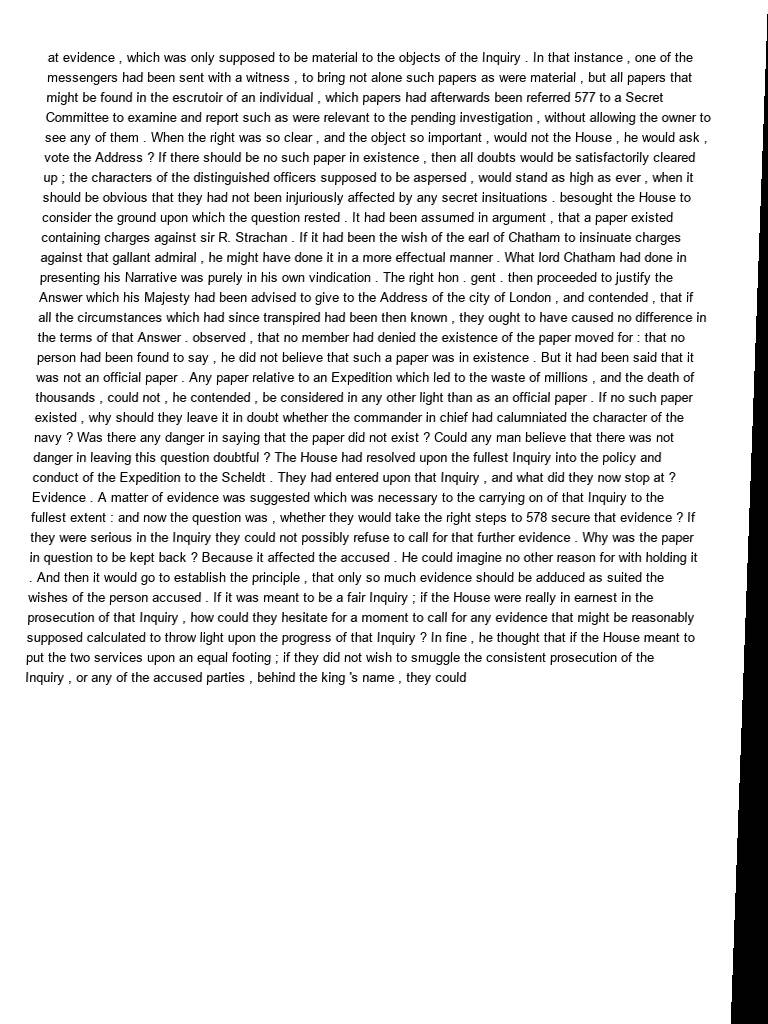 at evidence , which was only supposed to be material to the objects of the Inquiry . In that instance , one of the
messengers had been sent with a witness , to bring not alone such papers as were material , but all papers that
might be found in the escrutoir of an individual , which papers had afterwards been referred 577 to a Secret
Committee to examine and report such as were relevant to the pending investigation , without allowing the owner to
see any of them . When the right was so clear , and the object so important , would not the House , he would ask ,
vote the Address ? If there should be no such paper in existence , then all doubts would be satisfactorily cleared
up ; the characters of the distinguished officers supposed to be aspersed , would stand as high as ever , when it
should be obvious that they had not been injuriously affected by any secret insituations . besought the House to
consider the ground upon which the question rested . It had been assumed in argument , that a paper existed
containing charges against sir R. Strachan . If it had been the wish of the earl of Chatham to insinuate charges
against that gallant admiral , he might have done it in a more effectual manner . What lord Chatham had done in
presenting his Narrative was purely in his own vindication . The right hon . gent . then proceeded to justify the
Answer which his Majesty had been advised to give to the Address of the city of London , and contended , that if
all the circumstances which had since transpired had been then known , they ought to have caused no difference in
the terms of that Answer . observed , that no member had denied the existence of the paper moved for : that no
person had been found to say , he did not believe that such a paper was in existence . But it had been said that it
was not an official paper . Any paper relative to an Expedition which led to the waste of millions , and the death of
thousands , could not , he contended , be considered in any other light than as an official paper . If no such paper
existed , why should they leave it in doubt whether the commander in chief had calumniated the character of the
navy ? Was there any danger in saying that the paper did not exist ? Could any man believe that there was not
danger in leaving this question doubtful ? The House had resolved upon the fullest Inquiry into the policy and
conduct of the Expedition to the Scheldt . They had entered upon that Inquiry , and what did they now stop at ?
Evidence . A matter of evidence was suggested which was necessary to the carrying on of that Inquiry to the
fullest extent : and now the question was , whether they would take the right steps to 578 secure that evidence ? If
they were serious in the Inquiry they could not possibly refuse to call for that further evidence . Why was the paper
in question to be kept back ? Because it affected the accused . He could imagine no other reason for with holding it
. And then it would go to establish the principle , that only so much evidence should be adduced as suited the
wishes of the person accused . If it was meant to be a fair Inquiry ; if the House were really in earnest in the
prosecution of that Inquiry , how could they hesitate for a moment to call for any evidence that might be reasonably
supposed calculated to throw light upon the progress of that Inquiry ? In fine , he thought that if the House meant to
put the two services upon an equal footing ; if they did not wish to smuggle the consistent prosecution of the
Inquiry , or any of the accused parties , behind the king 's name , they could